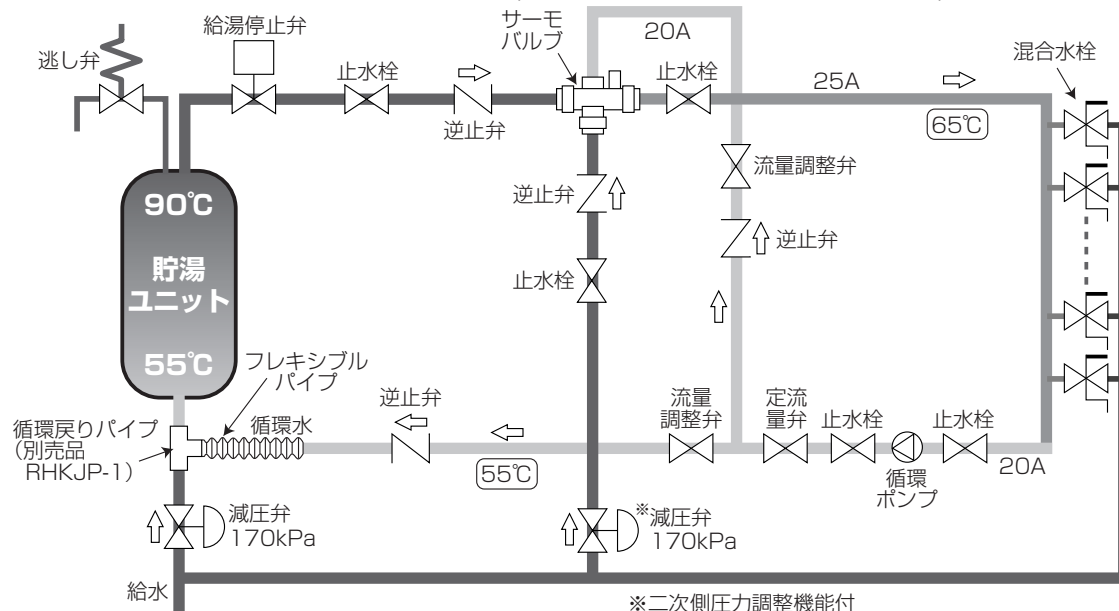 逃し弁
給湯停止弁
止水栓
逆止弁
サーモ
バルブ
20A
止水栓
25A
65℃
混合水栓
流量調整弁
逆止弁
逆止弁
止水栓
90℃
貯湯
ユニット
55℃
フレキシブル
パイプ
循環戻りパイプ
（別売品
RHKJP-1）
循環水
逆止弁
55℃
流量
調整弁
定流
量弁
止水栓
循環
ポンプ
止水栓
20A
減圧弁
170kPa
※減圧弁
170kPa
給水
※二次側圧力調整機能付